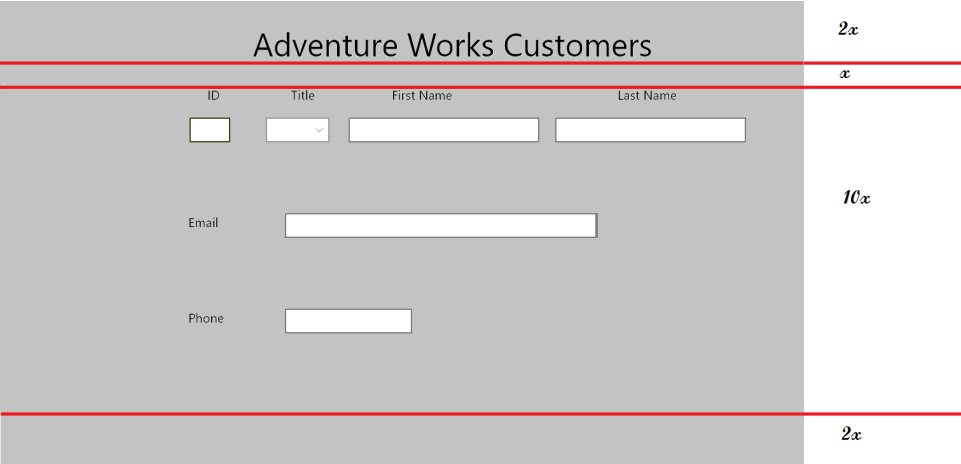 Adventure Works Customers
2x
x
ID Title First Name Last Name
10x
Email
Phone
2x